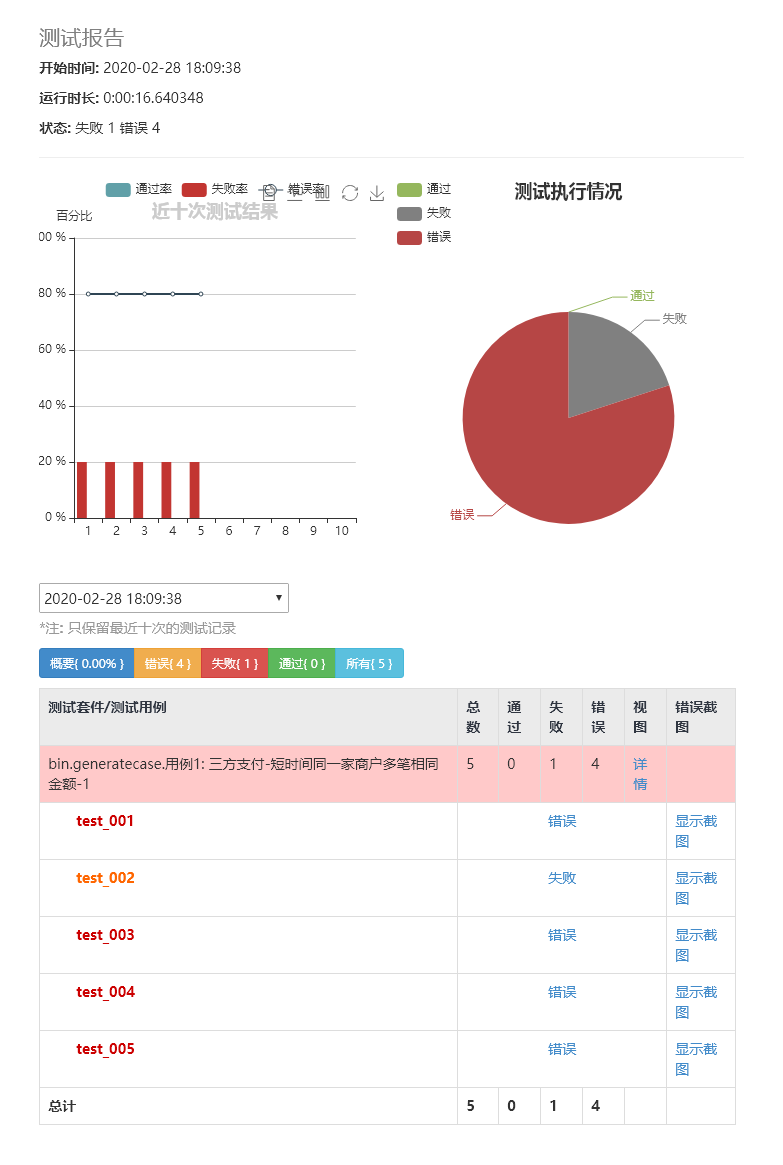 测试报告
开始时间: 2020-02-28 18:09:38
运行时长: 0:00:16.640348
状态: 失败 1 错误 4
通过率 失败率 错误率
近十次测试结果
百分比
00 %
80 %
60 %
40 %
20 %
0 %
1 2 3 4 5 6 7 8 9 10
通过
失败
错误
测试执行情况
通过
失败
错误
2020-02-28 18:09:38
*注: 只保留最近十次的测试记录
概要{ 0.00% } 错误{ 4 } 失败{ 1 } 通过{ 0 } 所有{ 5 }
测试套件/测试用例 总数 通过 失败 错误 视图 错误截图
bin.generatecase.用例1: 三方支付-短时间同一家商户多笔相同
金额-1 5 0 1 4 详情
test_001 错误 显示截图
test_002 失败 显示截图
test_003 错误 显示截图
test_004 错误 显示截图
test_005 错误 显示截图
总计 5 0 1 4